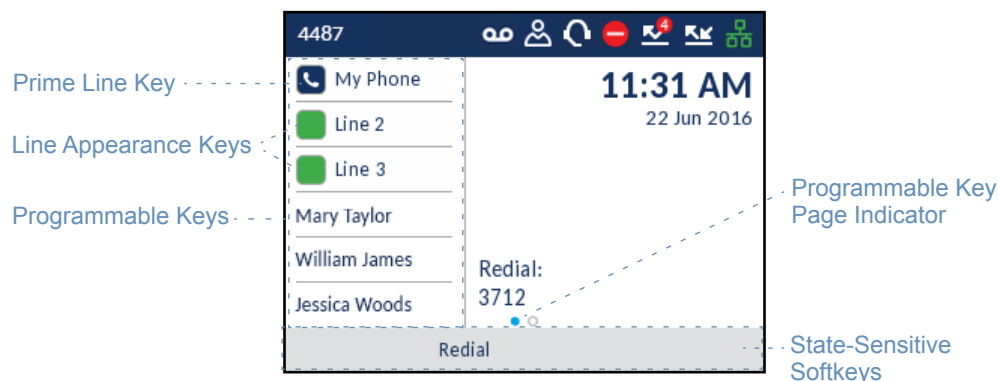 4487
4
Prime Line Key
My Phone
11:31 AM
22 Jun 2016
Line 2
Line Appearance Keys
Line 3
Programmable Keys
Mary Taylor
Programmable Key
Page Indicator
William James
Redial:
3712
Jessica Woods
Redial
State-Sensitive
Softkeys